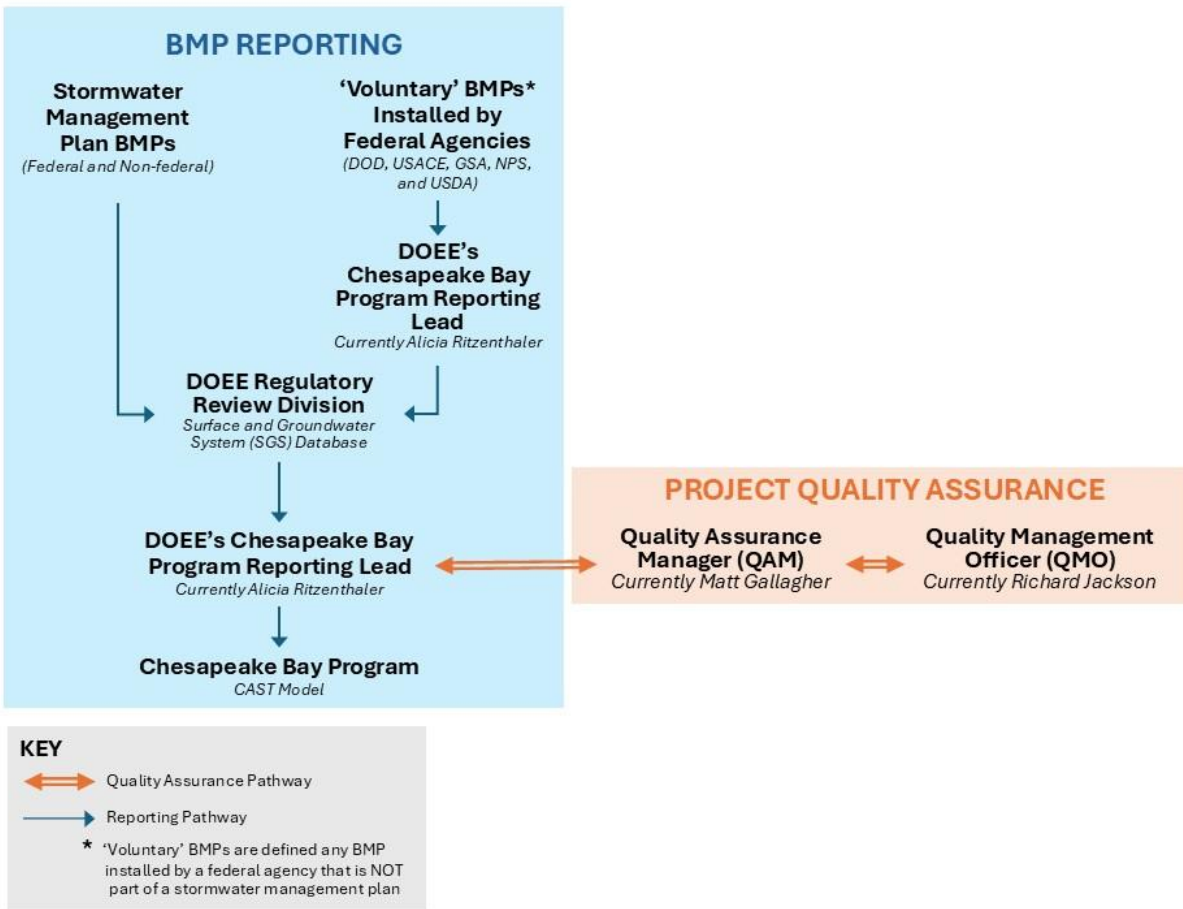 BMP REPORTING
Stormwater
Management
Plan BMPs
(Federal and Non-federal)
‘Voluntary’ BMPs*
Installed by
Federal Agencies
(DOD, USACE, GSA, NPS,
and USDA)
DOEE’s
Chesapeake Bay
Program Reporting
Lead
Currently Alicia Ritzenthaler
DOEE Regulatory
Review Division
Surface and Groundwater
System (SGS) Database
DOEE’s Chesapeake Bay
Program Reporting Lead
Currently Alicia Ritzenthaler
Chesapeake Bay Program
CAST Model
PROJECT QUALITY ASSURANCE
Quality Assurance
Manager (QAM)
Currently Matt Gallagher
Quality Management
Officer (QMO)
Currently Richard Jackson
KEY
Quality Assurance Pathway
Reporting Pathway
* ‘Voluntary’ BMPs are defined any BMP
installed by a federal agency that is NOT
part of a stormwater management plan